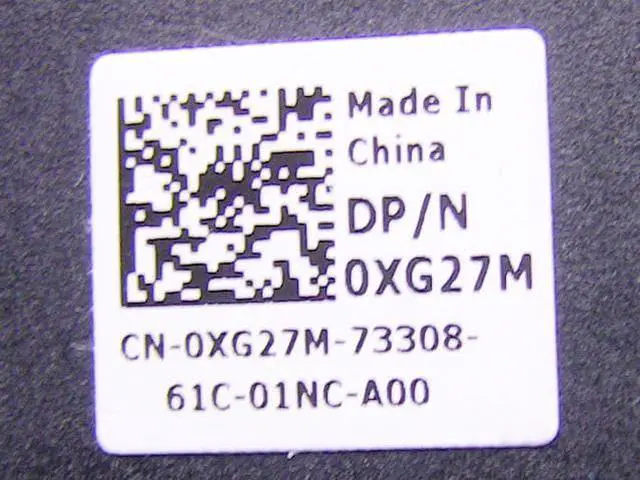 Made In
China
DP/N
0XG27M
CN-0XG27M-73308-
61C-01NC-A00